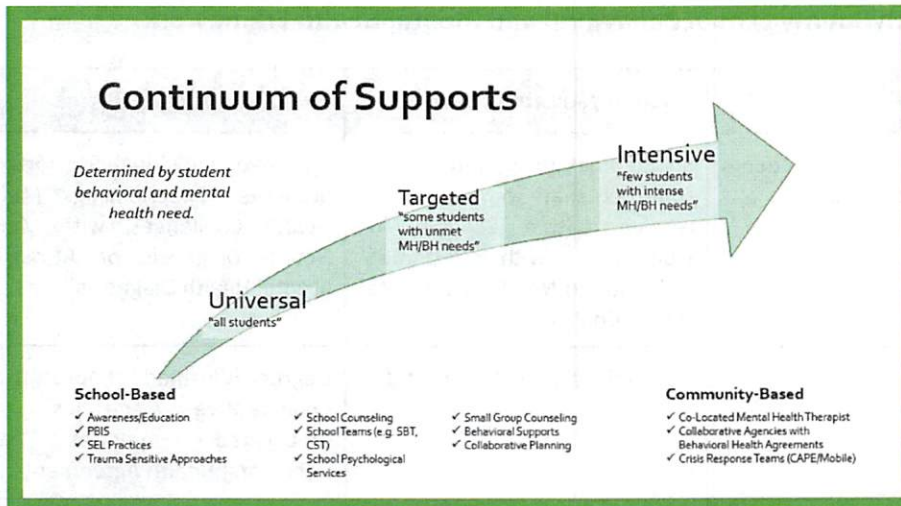 Continuum of Supports
Determined by student
behavioral and mental
health need.
Universal
"all students"
Targeted
"some students
with unmet
MH/BH needs"
Intensive
"few students
with intense
MH/BH needs"
School-Based
✓ Awareness/Education
✓ PBIS
✓ SEL Practices
✓ Trauma Sensitive Approaches
✓ School Counseling
✓ School Teams (e.g. SBT,
CST)
✓ School Psychological
Services
✓ Small Group Counseling
✓ Behavioral Supports
✓ Collaborative Planning
Community-Based
✓ Co-Located Mental Health Therapist
✓ Collaborative Agencies with
Behavioral Health Agreements
✓ Crisis Response Teams (CAPE/Mobile)